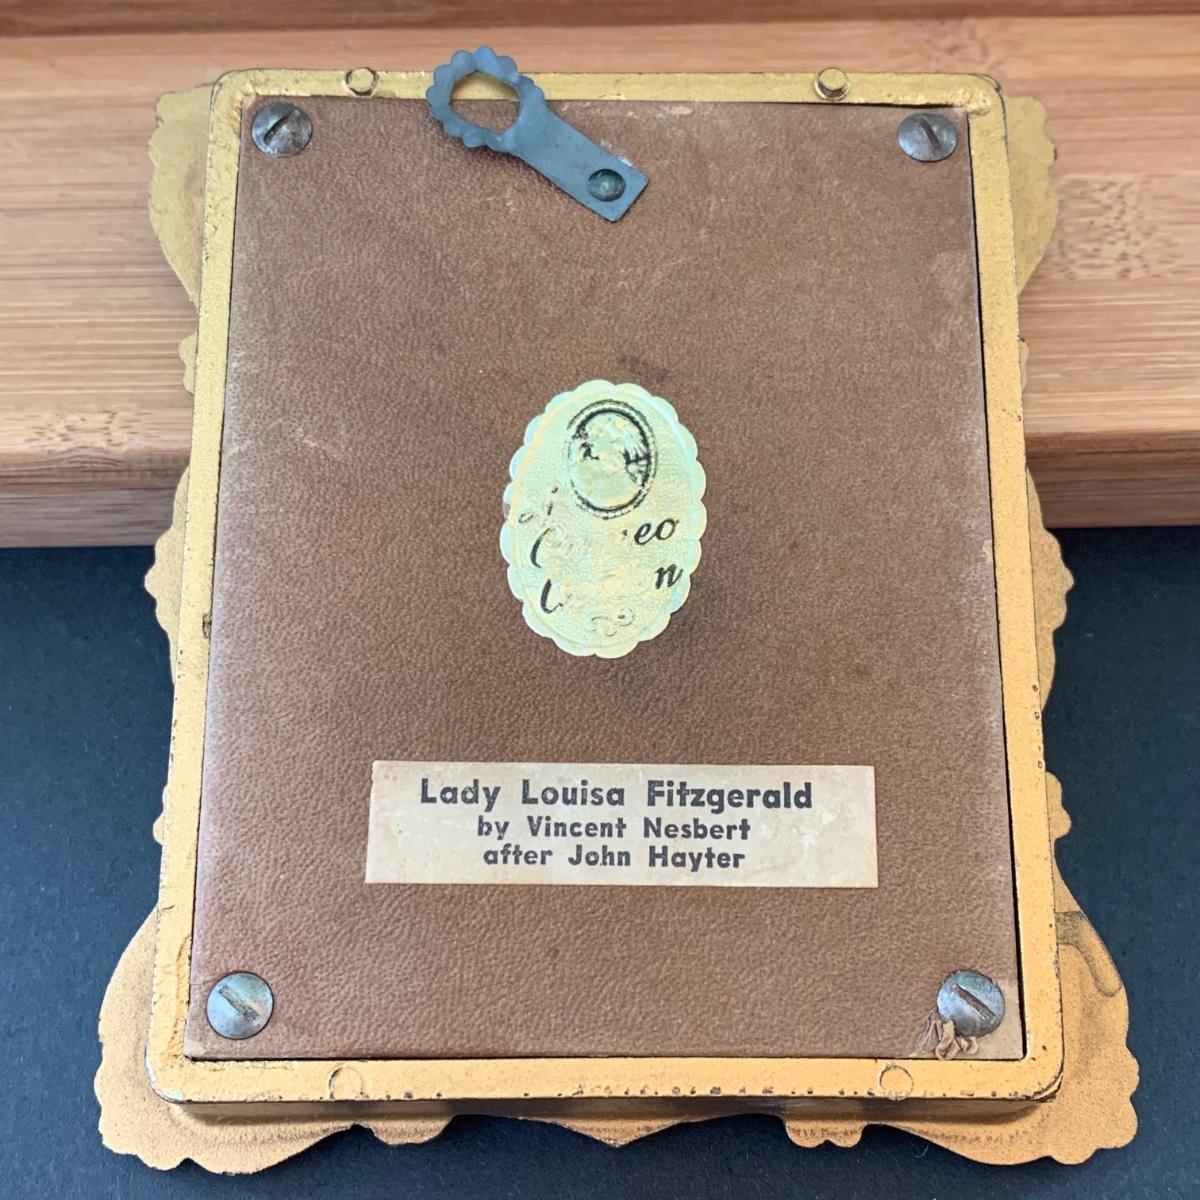 Lady Louisa Fitzgerald
by Vincent Nesbert
after John Hayter